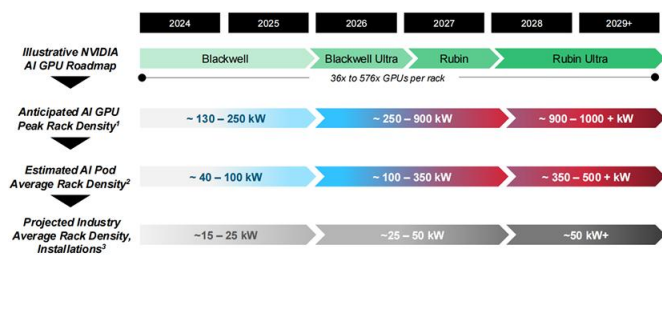 2024 2025 2026 2027 2028 2029+
Illustrative NVIDIA
AI GPU Roadmap
Blackwell Blackwell Ultra Rubin Rubin Ultra
36x to 576x GPUs per rack
Anticipated AI GPU
Peak Rack Density1
~ 130 – 250 kW ~ 250 – 900 kW ~ 900 – 1000 + kW
Estimated AI Pod
Average Rack Density2
~ 40 – 100 kW ~ 100 – 350 kW ~ 350 – 500 + kW
Projected Industry
Average Rack Density,
Installations3
~15 – 25 kW ~25 – 50 kW ~50 kW+